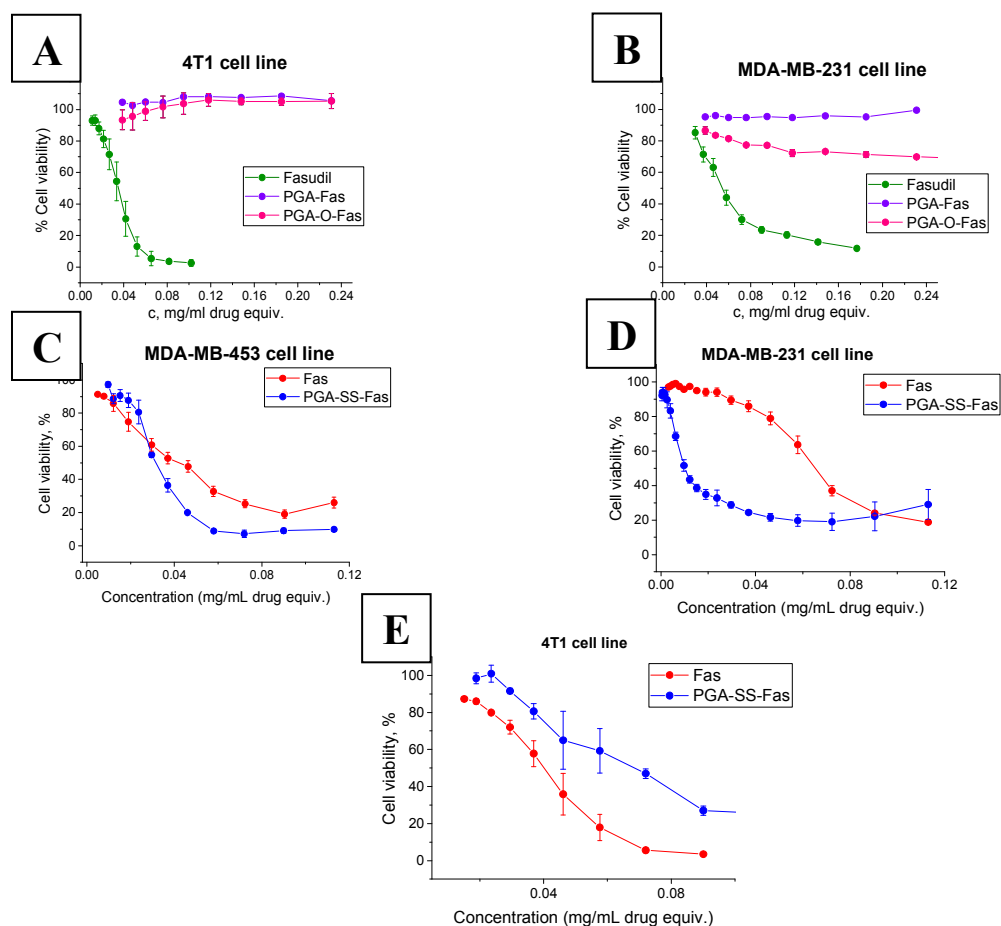 A
4T1 cell line
% Cell viability)
100
80
60
40
20
0
Fasudil
PGA-Fas
PGA-O-Fas
0.00 0.04 0.08 0.12 0.16 0.20 0.24
c, mg/ml drug equiv.
B
MDA-MB-231 cell line
% Cell viability
100
80
60
40
20
0
Fasudil
PGA-Fas
PGA-O-Fas
0.00 0.04 0.08 0.12 0.16 0.20 0.24
c, mg/ml drug equiv.
C
MDA-MB-453 cell line
Cell viability, %
100
80
60
40
20
0
Fas
PGA-SS-Fas
0.00 0.04 0.08 0.12
Concentration (mg/mL drug equiv.)
D
MDA-MB-231 cell line
Cell viability, %
100
80
60
40
20
0
Fas
PGA-SS-Fas
0.00 0.04 0.08 0.12
Concentration (mg/mL drug equiv.)
E
4T1 cell line
Cell viability, %
100
80
60
40
20
0
Fas
PGA-SS-Fas
0.04 0.08
Concentration (mg/mL drug equiv.)